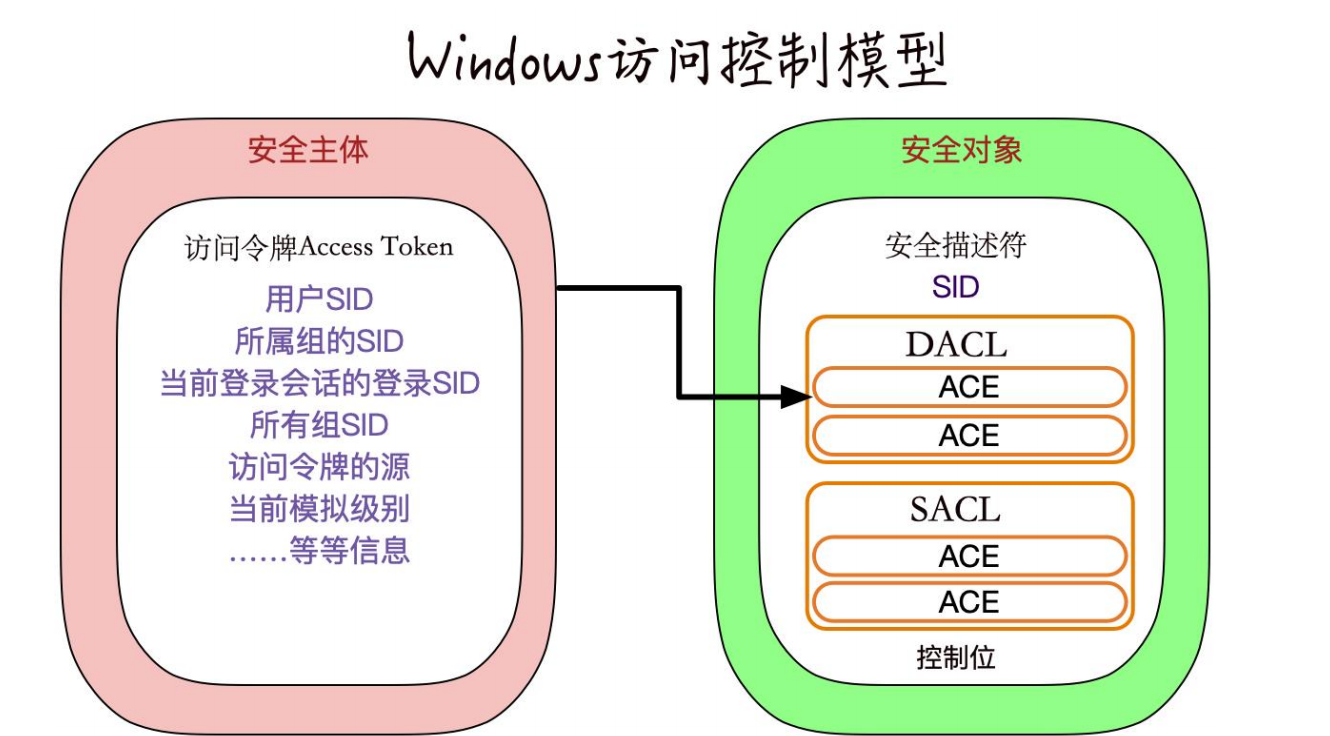 Windows访问控制模型
安全主体
访问令牌Access Token
用户SID
所属组的SID
当前登录会话的登录SID
所有组SID
访问令牌的源
当前模拟级别
……等等信息
安全对象
安全描述符
SID
DACL
ACE
ACE
SACL
ACE
ACE
控制位